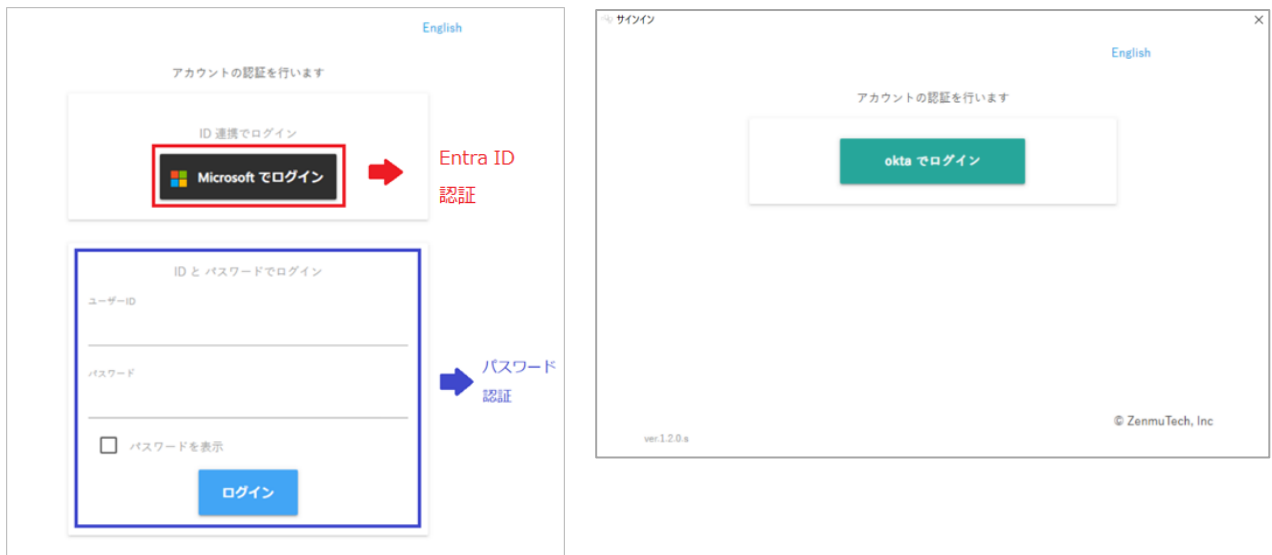 English
アカウントの認証を行います
ID 連携でログイン
Microsoft でログイン
Entra ID
認証
ID と パスワードでログイン
ユーザーID
パスワード
パスワードを表示
ログイン
パスワード
認証
サインイン
English
アカウントの認証を行います
okta でログイン
© ZenmuTech, Inc
ver.1.2.0.s